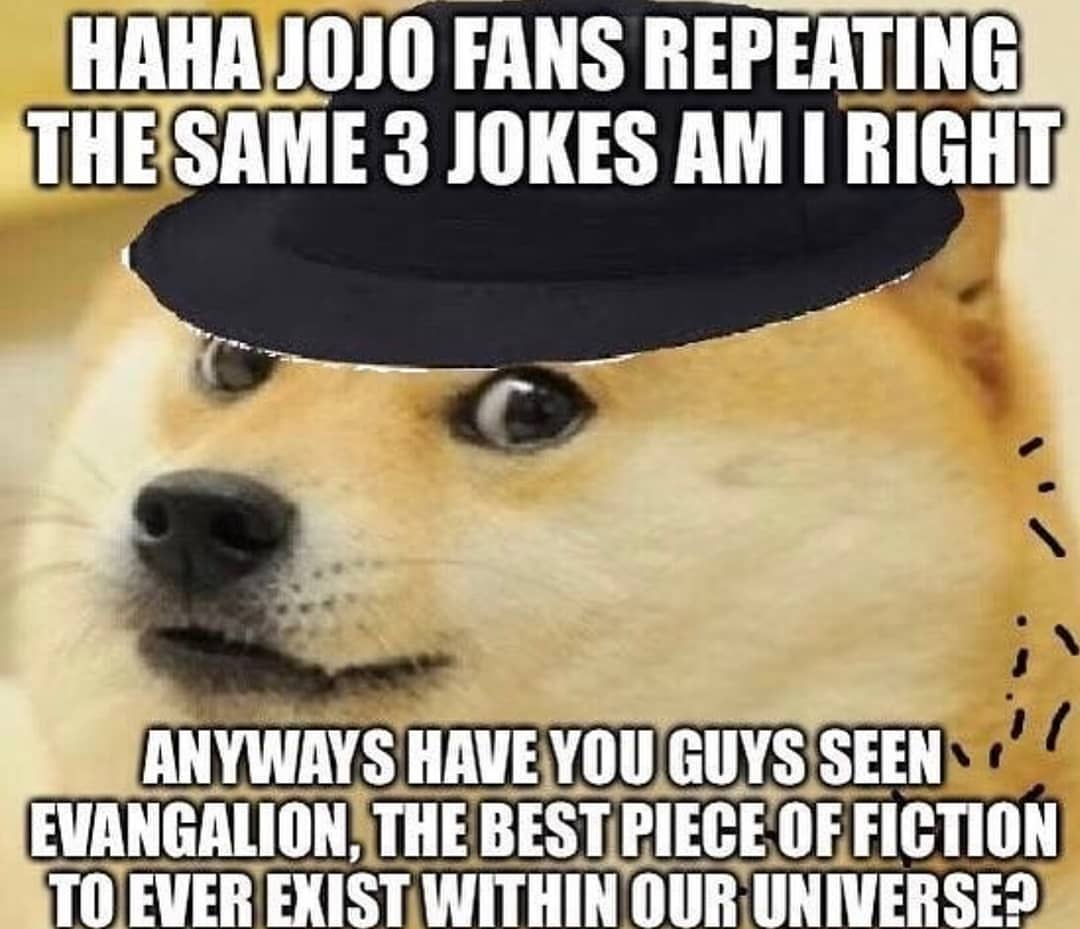 HAHA JOJO FANS REPEATING
THE SAME 3 JOKES AM I RIGHT
ANYWAYS HAVE YOU GUYS SEEN
EVANGALION, THE BEST PIECE OF FICTION
TO EVER EXIST WITHIN OUR UNIVERSE?